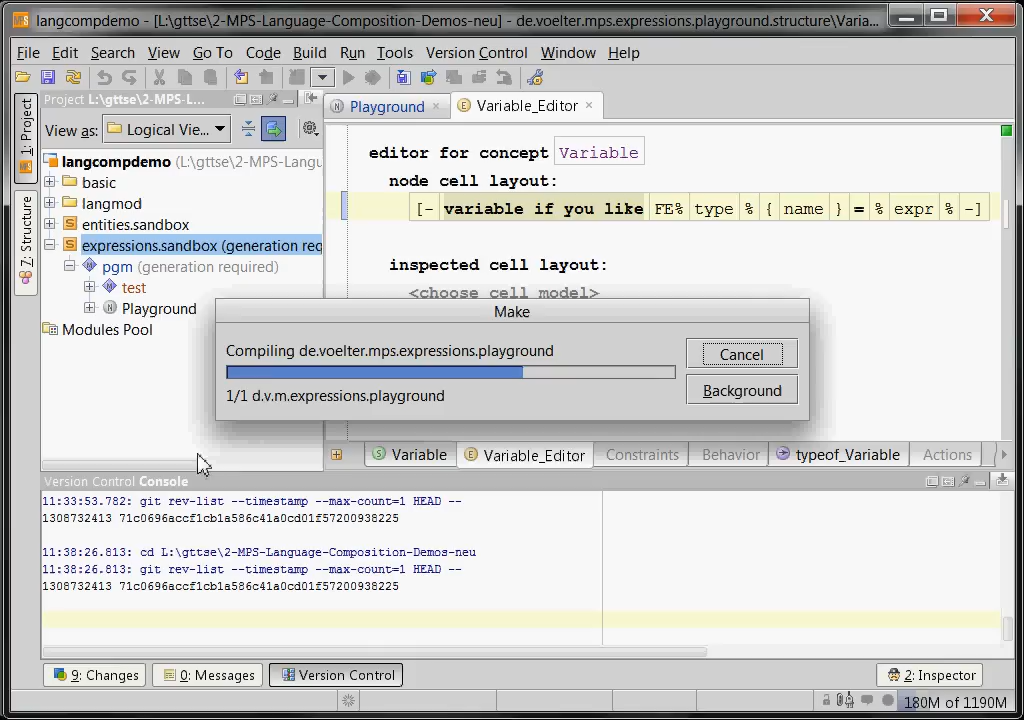 langcompdemo - [L:\gttse\2-MPS-Language-Composition-Demos-neu] - de.voelter.mps.expressions.playground.structure\Varia...
File Edit Search View Go To Code Build Run Tools Version Control Window Help
1: Project
Z: Structure
Project L:\gttse\2-MPS-L...
View as: Logical Vie...
langcompdemo (L:\gttse\2-MPS-Langu
basic
langmod
entities.sandbox
expressions.sandbox (generation req
pgm (generation required)
test
Playground
Modules Pool
Playground
Variable_Editor
editor for concept Variable
node cell layout:
[- variable if you like FE% type % { name } = % expr % -]
inspected cell layout:
<choose cell model>
Make
Compiling de.voelter.mps.expressions.playground
1/1 d.v.m.expressions.playground
Cancel
Background
Variable Variable_Editor Constraints Behavior typeof_Variable Actions
Version Control Console
11:33:53.782: git rev-list --timestamp --max-count=1 HEAD --
1308732413 71c0696accf1cb1a586c41a0cd01f57200938225
11:38:26.813: cd L:\gttse\2-MPS-Language-Composition-Demos-neu
11:38:26.813: git rev-list --timestamp --max-count=1 HEAD --
1308732413 71c0696accf1cb1a586c41a0cd01f57200938225
9: Changes 0: Messages Version Control 2: Inspector
180M of 1190M